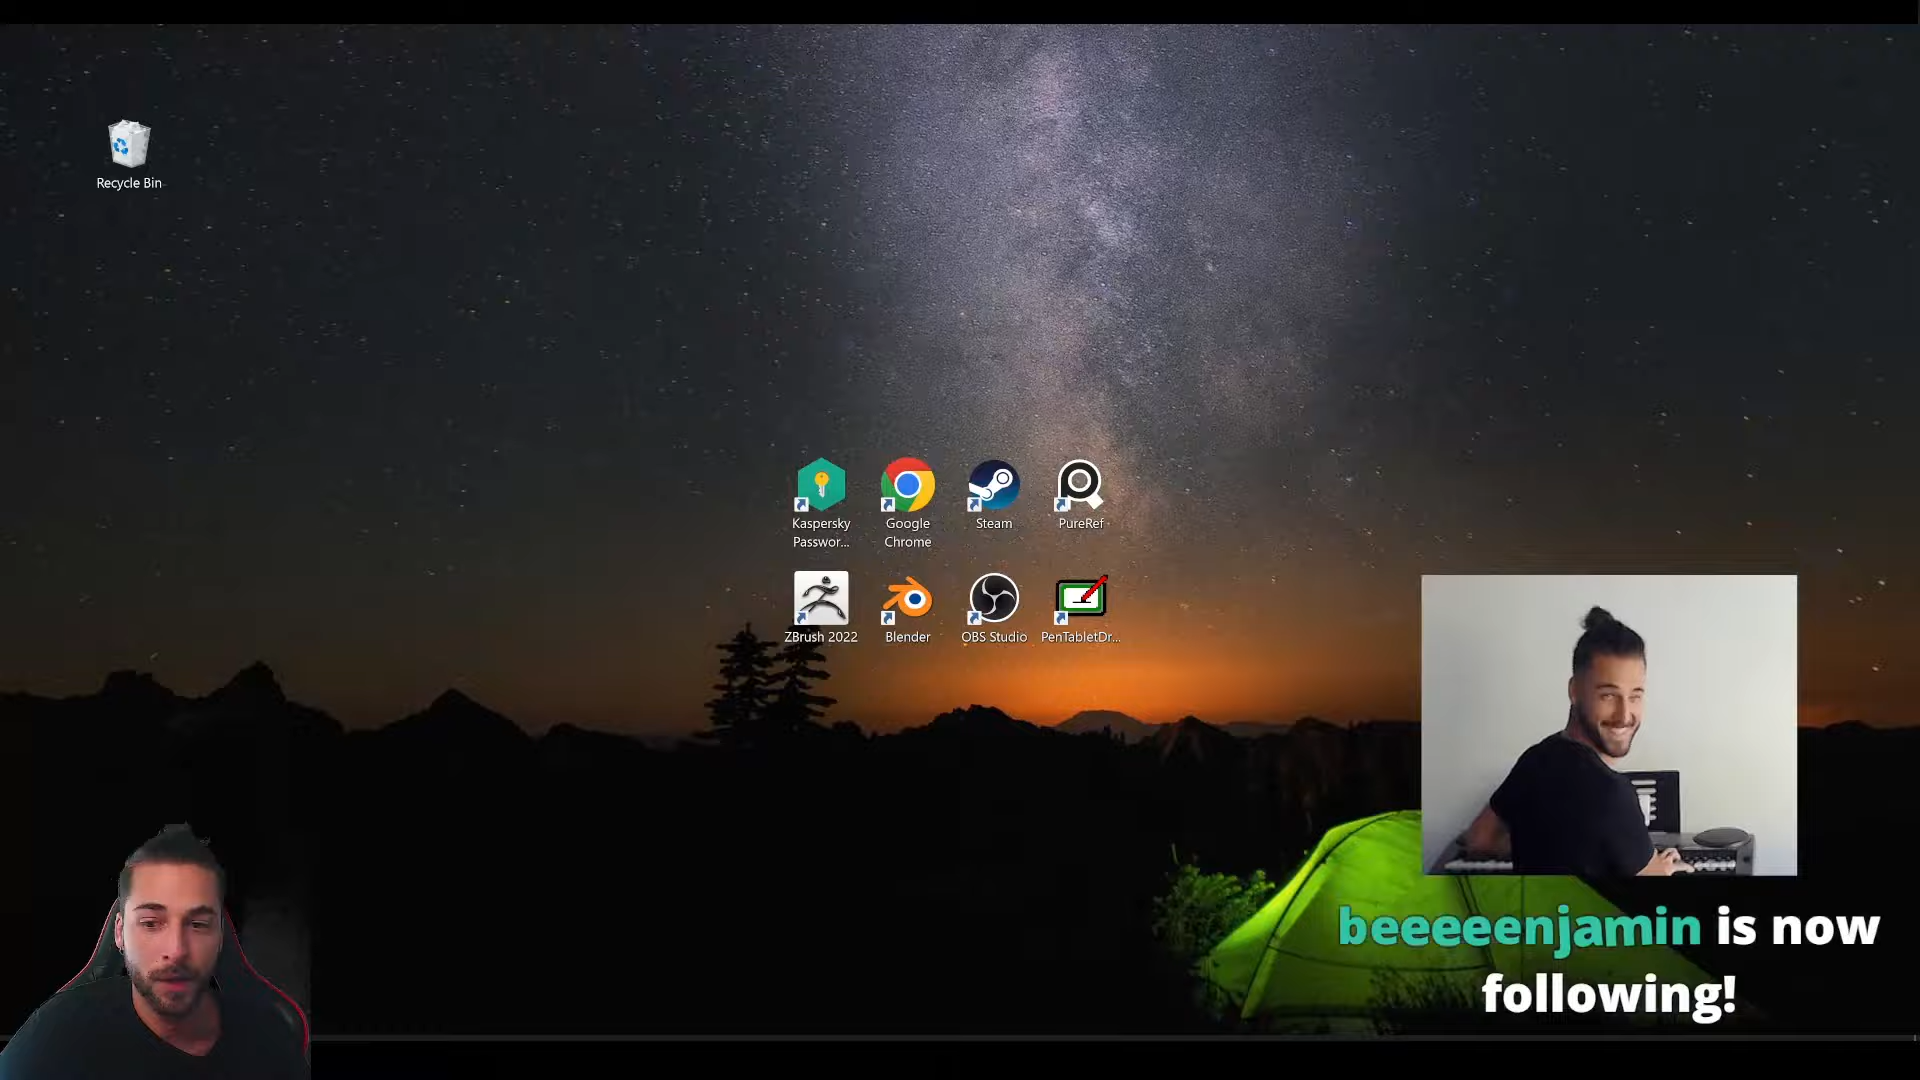 Recycle Bin
Kaspersky
Passwor...
Google
Chrome
Steam
PureRef
ZBrush 2022
Blender
OBS Studio
PenTabletDr...
beeeeenjamin is now
following!